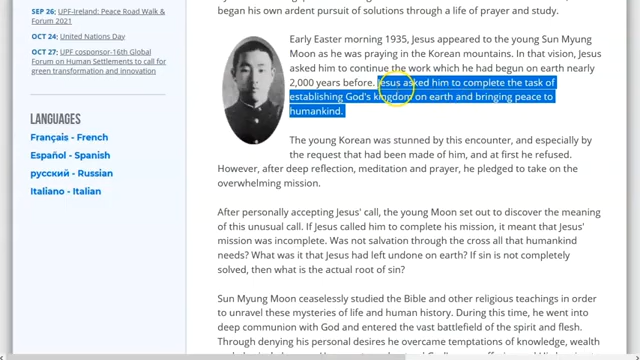 SEP 26; UPF-Ireland: Peace Road Walk &
Forum 2021
OCT 24: United Nations Day
OCT 27: UPF cosponsor-16th Global
Forum on Human Settlements to call for
green transformation and innovation
LANGUAGES
Français - French
Español - Spanish
русский - Russian
Italiano - Italian
began his own ardent pursuit of solutions through a life of prayer and study.
Early Easter morning 1935, Jesus appeared to the young Sun Myung
Moon as he was praying in the Korean mountains. In that vision, Jesus
asked him to continue the work which he had begun on earth nearly
2,000 years before. Jesus asked him to complete the task of
establishing God's kingdom on earth and bringing peace to
humankind.
The young Korean was stunned by this encounter, and especially by
the request that had been made of him, and at first he refused.
However, after deep reflection, meditation and prayer, he pledged to take on the
overwhelming mission.
After personally accepting Jesus' call, the young Moon set out to discover the meaning
of this unusual call. If Jesus called him to complete his mission, it meant that Jesus'
mission was incomplete. Was not salvation through the cross all that humankind
needs? What was it that Jesus had left undone on earth? If sin is not completely
solved, then what is the actual root of sin?
Sun Myung Moon ceaselessly studied the Bible and other religious teachings in order
to unravel these mysteries of life and human history. During this time, he went into
deep communion with God and entered the vast battlefield of the spirit and flesh.
Through denying his personal desires he overcame temptations of knowledge, wealth